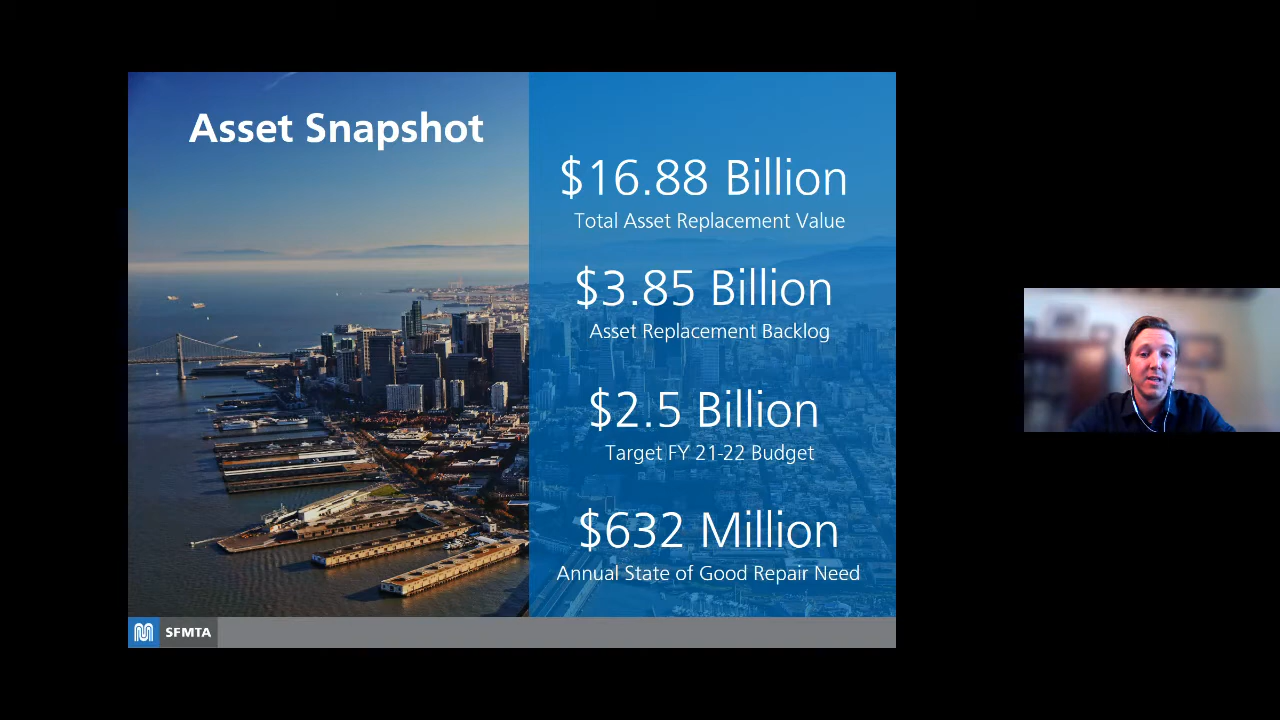 Asset Snapshot
$16.88 Billion
Total Asset Replacement Value
$3.85 Billion
Asset Replacement Backlog
$2.5 Billion
Target FY 21-22 Budget
$632 Million
Annual State of Good Repair Need
SFMTA